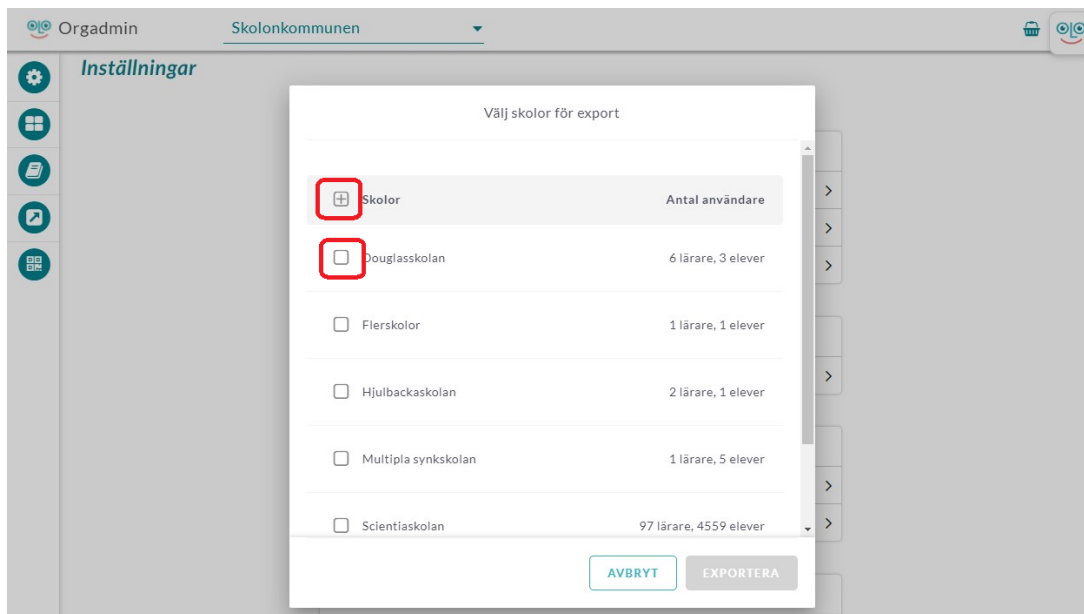 Orgadmin Skolonkommunen
Inställningar
Välj skolor för export
Skolor Antal användare
Douglasskolan 6 lärare, 3 elever
Flerskolor 1 lärare, 1 elever
Hjulbackaskolan 2 lärare, 1 elever
Multipla synkskolan 1 lärare, 5 elever
Scientiaskolan 97 lärare, 4559 elever
AVBRYT EXPORTERA